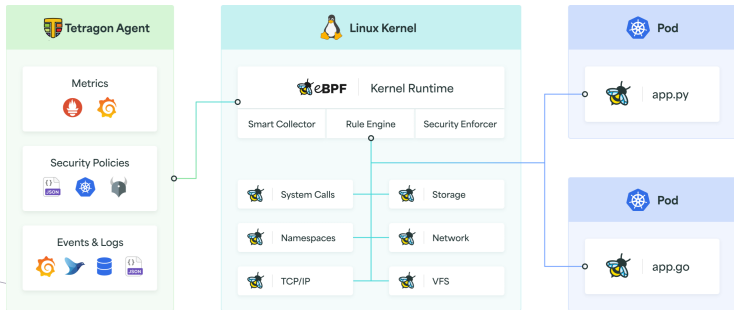 Tetragon Agent
Metrics
Security Policies
{} JSON
Events & Logs
{} JSON
Linux Kernel
eBPF Kernel Runtime
Smart Collector Rule Engine Security Enforcer
System Calls Storage
Namespaces Network
TCP/IP VFS
Pod
app.py
Pod
app.go